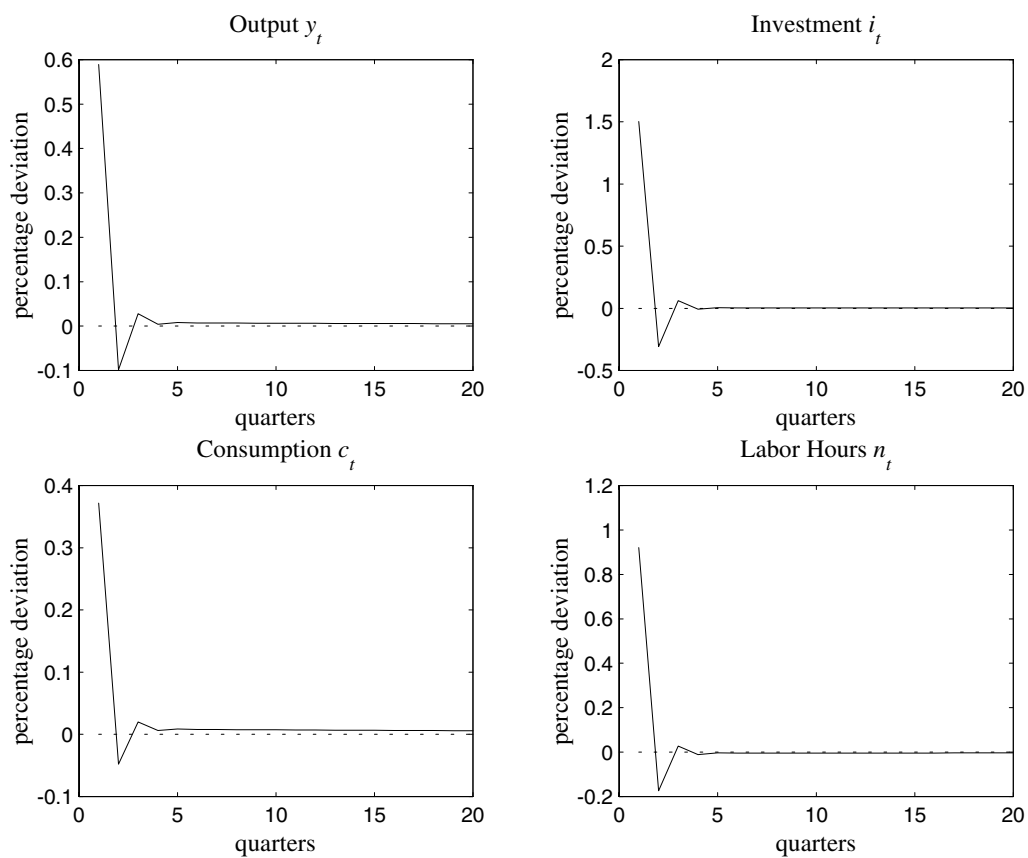 Output y_t
percentage deviation
0.6
0.5
0.4
0.3
0.2
0.1
0
-0.1
0 5 10 15 20
quarters
Investment i_t
percentage deviation
2
1.5
1
0.5
0
-0.5
0 5 10 15 20
quarters
Consumption c_t
percentage deviation
0.4
0.3
0.2
0.1
0
-0.1
0 5 10 15 20
quarters
Labor Hours n_t
percentage deviation
1.2
1
0.8
0.6
0.4
0.2
0
-0.2
0 5 10 15 20
quarters